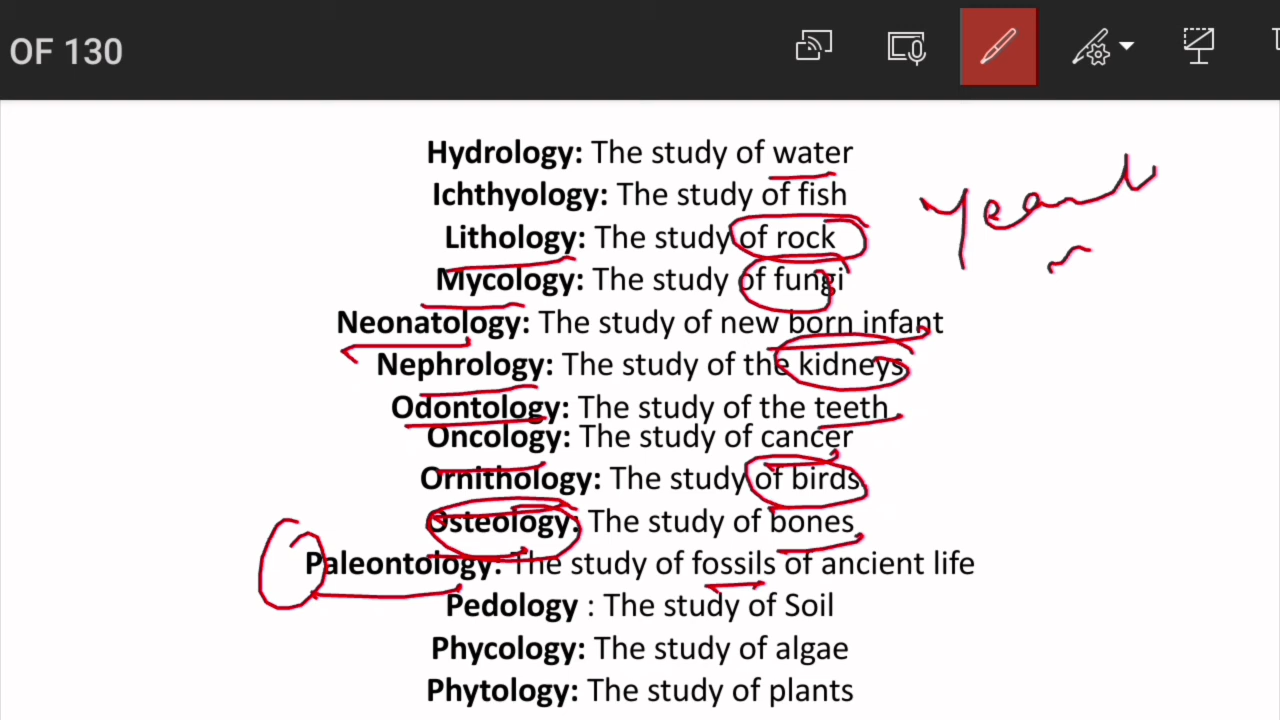 OF 130
Hydrology: The study of water
Ichthyology: The study of fish
Lithology: The study of rock
Mycology: The study of fungi
Neonatology: The study of new born infant
Nephrology: The study of the kidneys
Odontology: The study of the teeth
Oncology: The study of cancer
Ornithology: The study of birds
Osteology: The study of bones
Paleontology: The study of fossils of ancient life
Pedology : The study of Soil
Phycology: The study of algae
Phytology: The study of plants